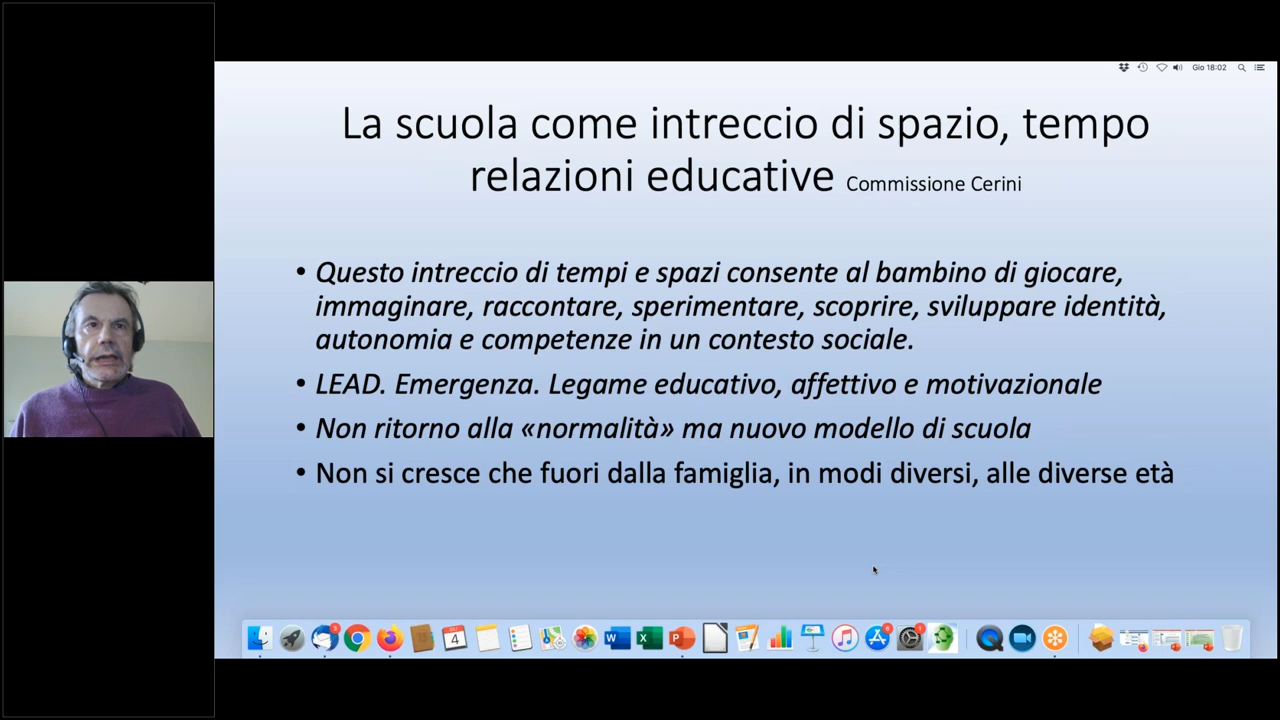 Gio 18:02
La scuola come intreccio di spazio, tempo
relazioni educative Commissione Cerini
• Questo intreccio di tempi e spazi consente al bambino di giocare,
immaginare, raccontare, sperimentare, scoprire, sviluppare identità,
autonomia e competenze in un contesto sociale.
• LEAD. Emergenza. Legame educativo, affettivo e motivazionale
• Non ritorno alla «normalità» ma nuovo modello di scuola
• Non si cresce che fuori dalla famiglia, in modi diversi, alle diverse età